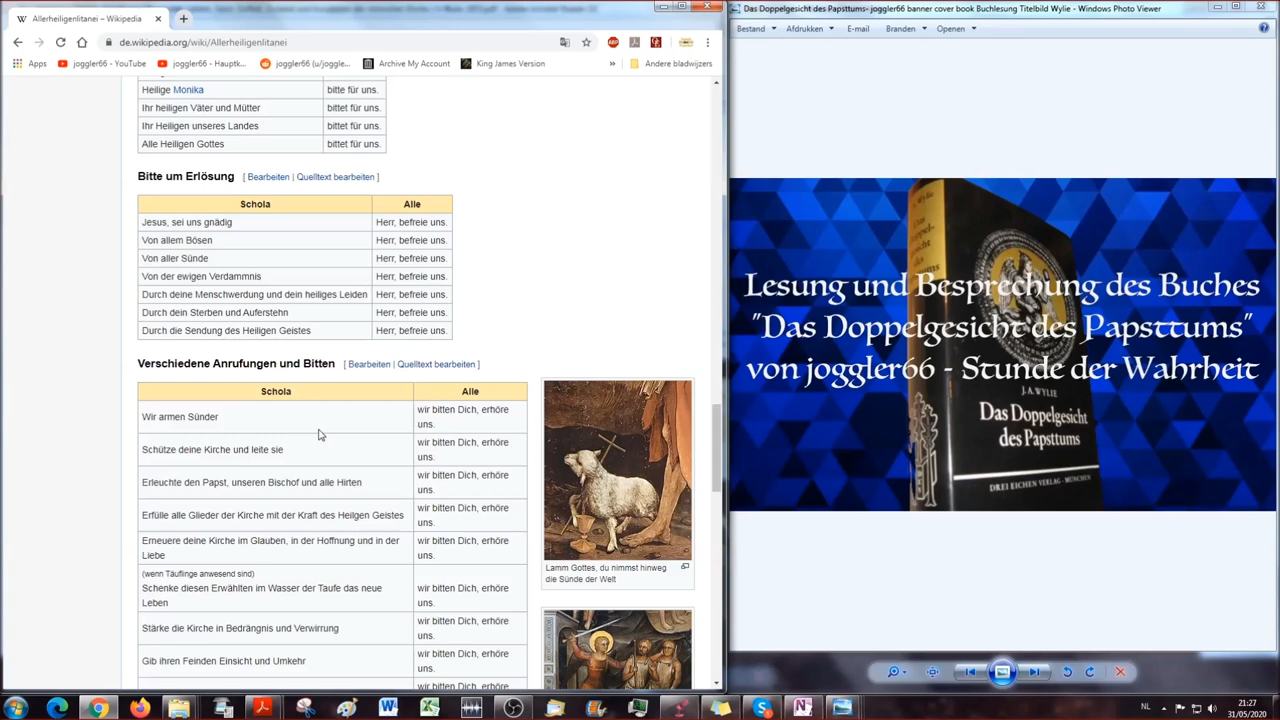 Allerheiligenlitanei – Wikipedia
de.wikipedia.org/wiki/Allerheiligenlitanei
Apps
joggler66 - YouTube
joggler66 - Hauptk...
joggler66 (u/joggle...
Archive My Account
King James Version
»
Andere bladwijzers
Heilige Monika bitte für uns.
Ihr heiligen Väter und Mütter bittet für uns.
Ihr Heiligen unseres Landes bittet für uns.
Alle Heiligen Gottes bittet für uns.
Bitte um Erlösung [ Bearbeiten | Quelltext bearbeiten ]
Schola Alle
Jesus, sei uns gnädig Herr, befreie uns.
Von allem Bösen Herr, befreie uns.
Von aller Sünde Herr, befreie uns.
Von der ewigen Verdammnis Herr, befreie uns.
Durch deine Menschwerdung und dein heiliges Leiden Herr, befreie uns.
Durch dein Sterben und Auferstehn Herr, befreie uns.
Durch die Sendung des Heiligen Geistes Herr, befreie uns.
Verschiedene Anrufungen und Bitten [ Bearbeiten | Quelltext bearbeiten ]
Schola Alle
Wir armen Sünder wir bitten Dich, erhöre
uns.
Schütze deine Kirche und leite sie wir bitten Dich, erhöre
uns.
Erleuchte den Papst, unseren Bischof und alle Hirten wir bitten Dich, erhöre
uns.
Erfülle alle Glieder der Kirche mit der Kraft des Heilgen Geistes wir bitten Dich, erhöre
uns.
Erneuere deine Kirche im Glauben, in der Hoffnung und in der wir bitten Dich, erhöre
Liebe uns.
(wenn Täuflinge anwesend sind)
Schenke diesen Erwählten im Wasser der Taufe das neue wir bitten Dich, erhöre
Leben uns.
Stärke die Kirche in Bedrängnis und Verwirrung wir bitten Dich, erhöre
uns.
Gib ihren Feinden Einsicht und Umkehr wir bitten Dich, erhöre
uns.
wir bitten Dich, erhöre
Lamm Gottes, du nimmst hinweg
die Sünde der Welt
Das Doppelgesicht des Papsttums- joggler66 banner cover book Buchlesung Titelbild Wylie - Windows Photo Viewer
Bestand Afdrukken E-mail Branden Openen
Lesung und Besprechung des Buches
"Das Doppelgesicht des Papsttums"
von joggler66 - Stunde der Wahrheit
J.A. WYLIE
Das Doppelgesicht
des Papsttums
DREI EICHEN VERLAG · MÜNCHEN
NL
21:27
31/05/2020